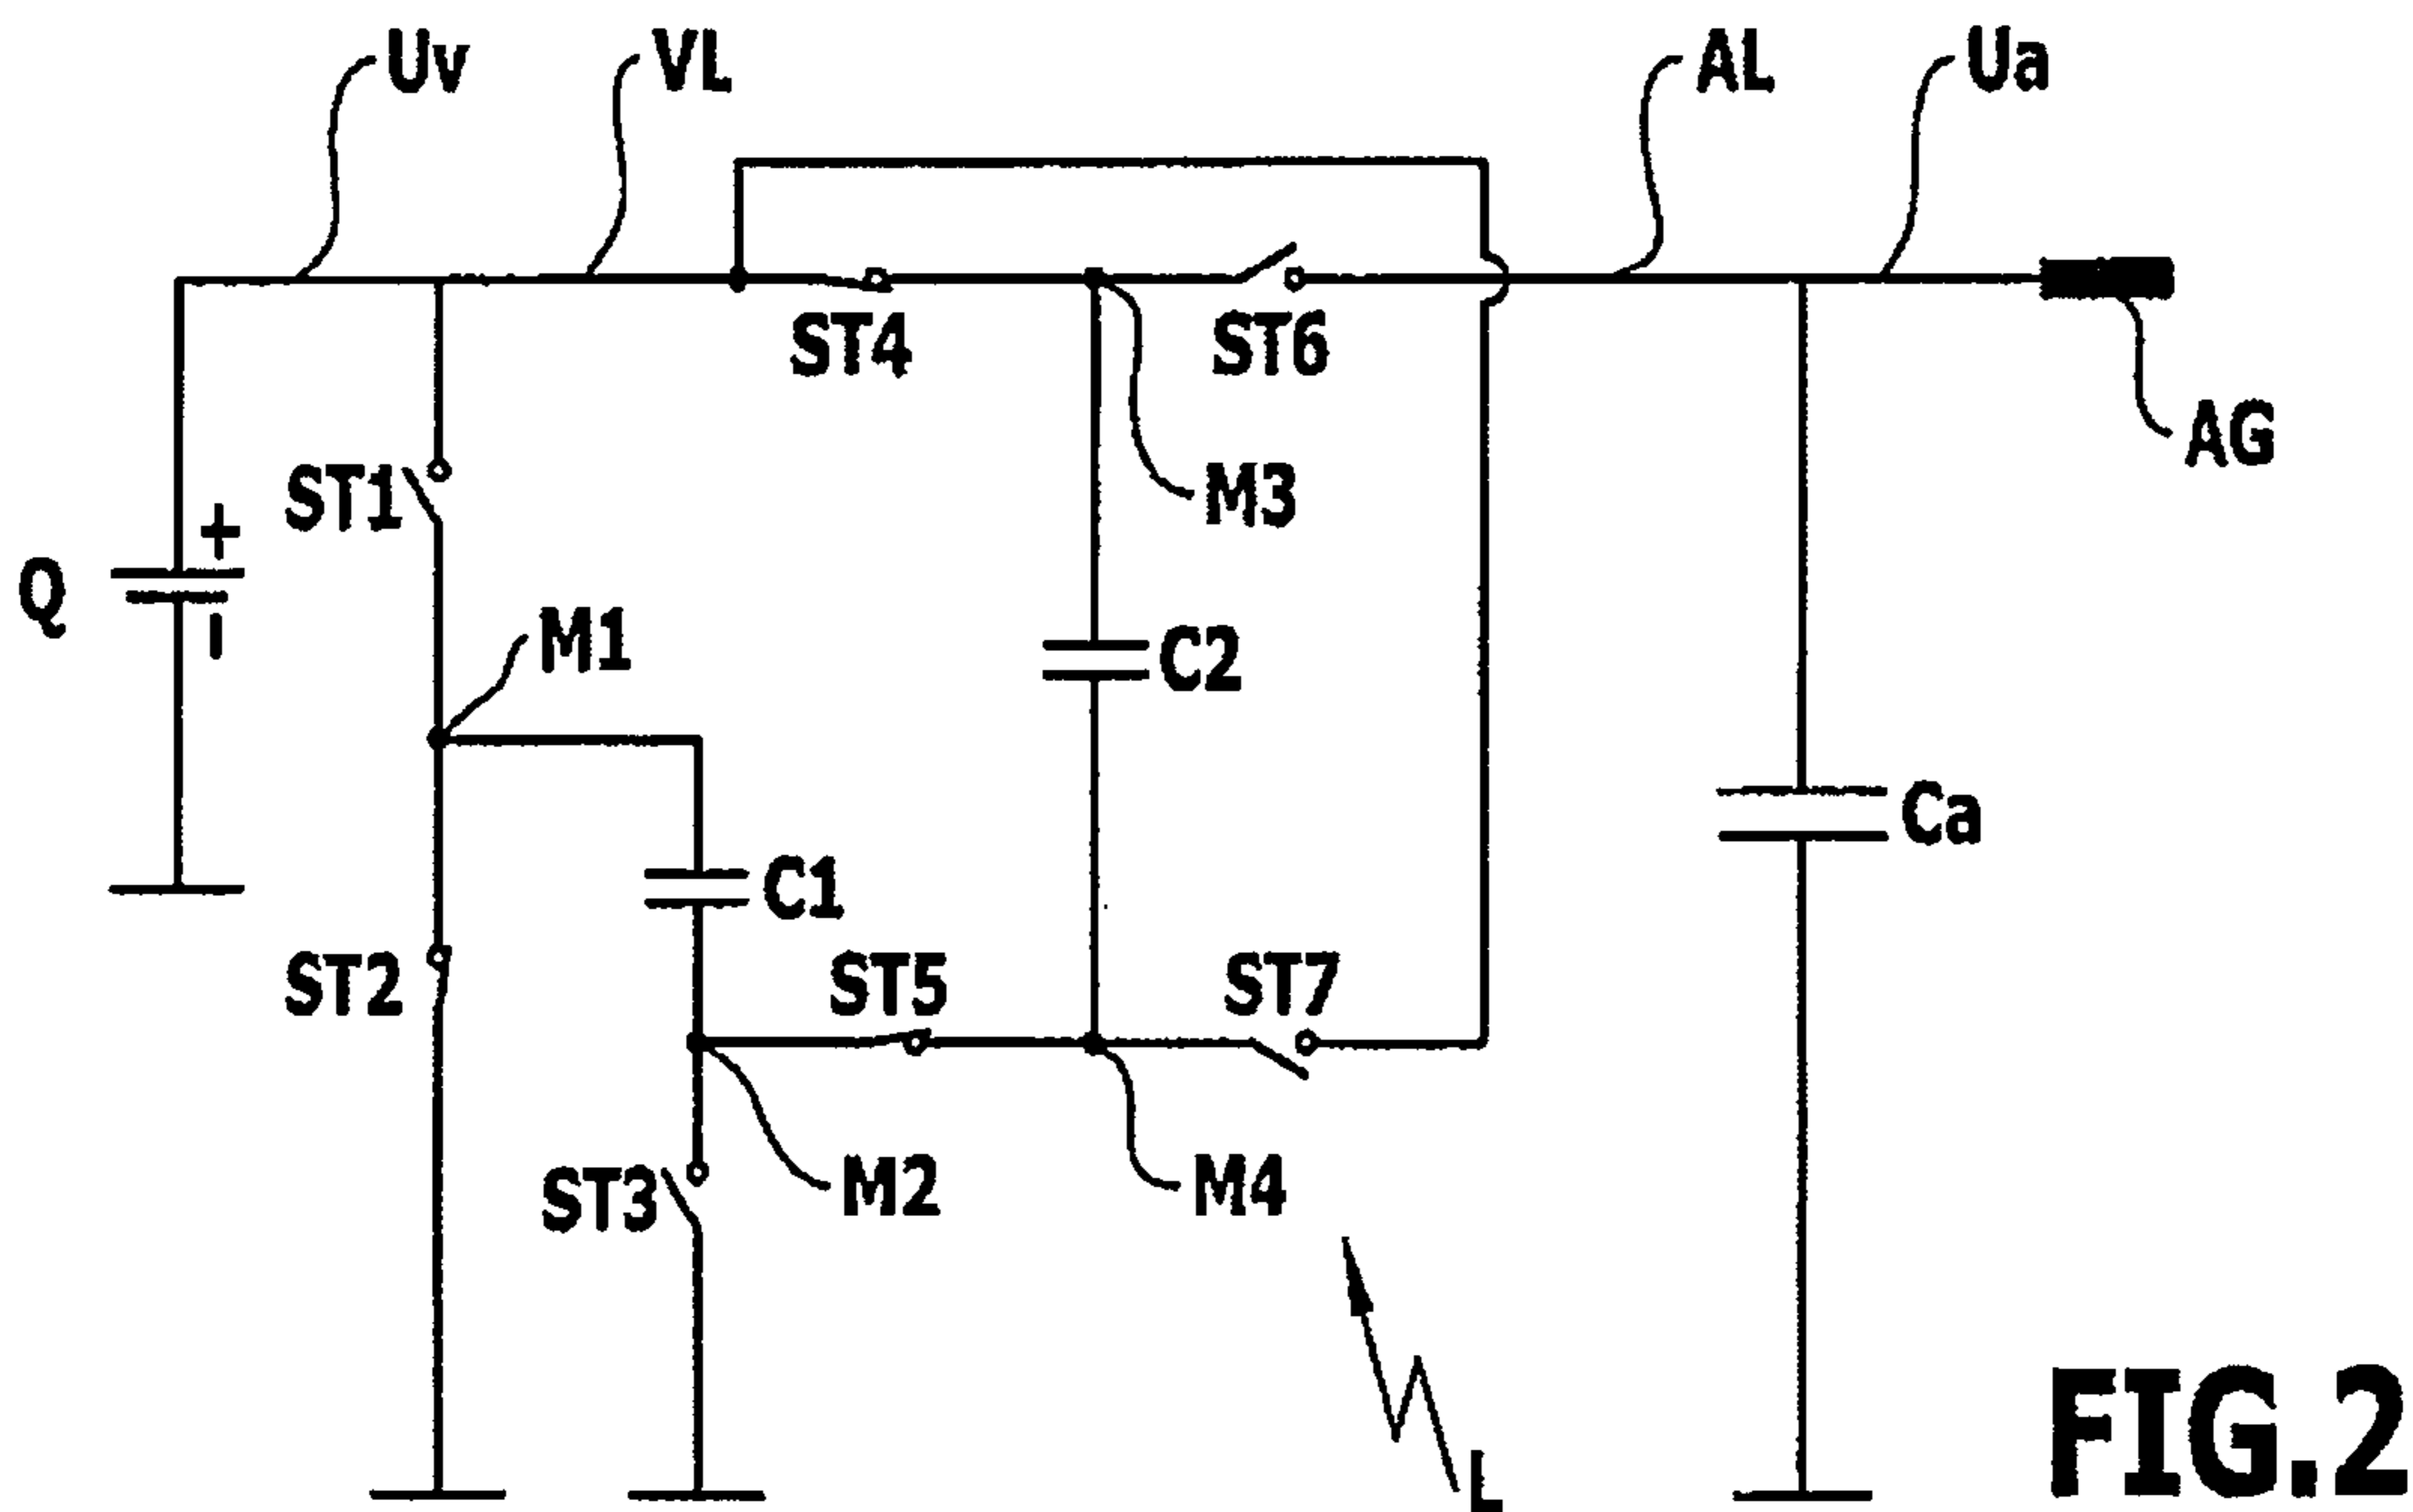 Uv VL AL Ua
ST4 ST6
AG
ST1 M3
+
Q
−
M1
C2
Ca
C1
ST2 ST5 ST7
ST3 M2 M4
L
FIG.2